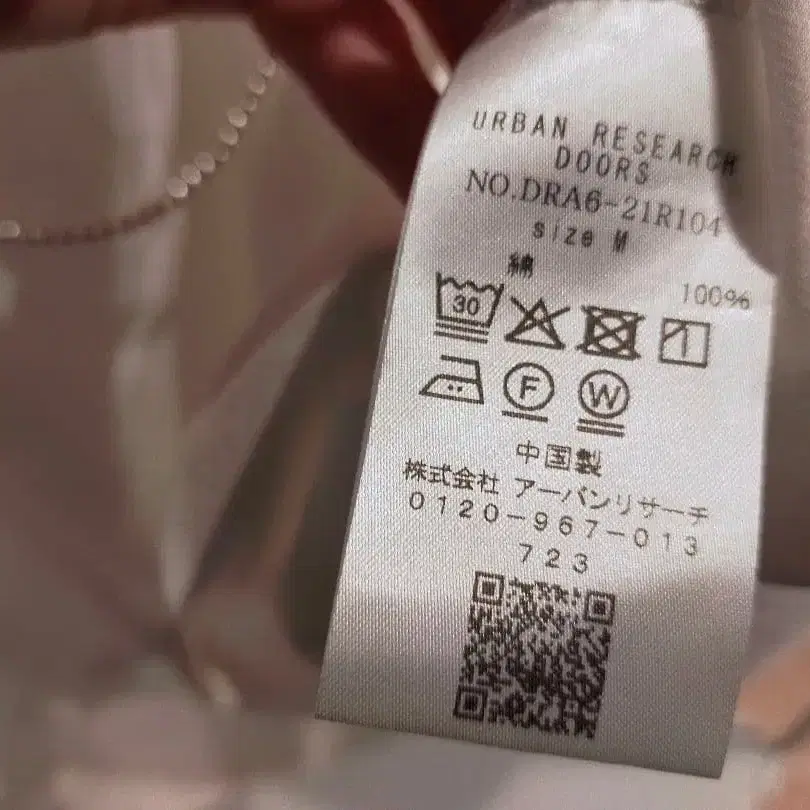 URBAN RESEARCH
DOORS
NO.DRA6-21R104
size M
綿 100%
30
F W
中国製
株式会社 アーバンリサーチ
0120-967-013
723